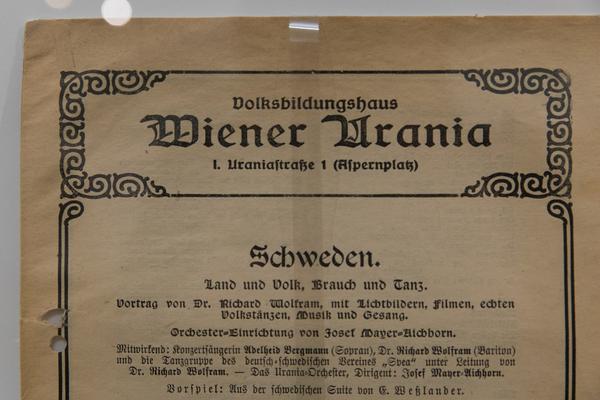 Volksbildungshaus
Wiener Urania
I. Uraniastraße 1 (Aspernplatz)
Schweden.
Land und Volk, Brauch und Tanz.
Vortrag von Dr. Richard Wolfram, mit Lichtbildern, Filmen, echten
Volkstänzen, Musik und Gesang.
Orchester-Einrichtung von Josef Mayer-Aichhorn.
Mitwirkend: Konzertsängerin Adelheid Bergmann (Sopran), Dr. Richard Wolfram (Bariton)
und die Tanzgruppe des deutsch-schwedischen Vereines „Svea“ unter Leitung von
Dr. Richard Wolfram. — Das Urania-Orchester, Dirigent: Josef Mayer-Aichhorn.
Vorspiel: Aus der schwedischen Suite von E. Weßlander.